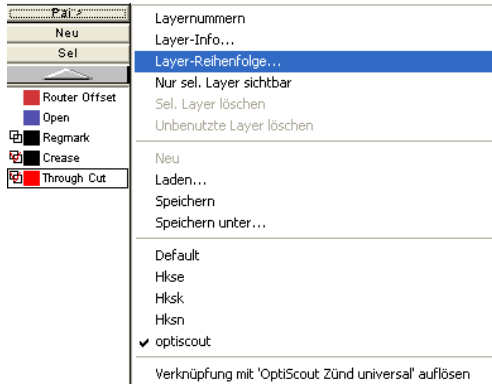 Neu
Sel
Router Offset
Open
Regmark
Crease
Through Cut
Layernummern
Layer-Info...
Layer-Reihenfolge...
Nur sel. Layer sichtbar
Sel. Layer löschen
Unbenutzte Layer löschen
Neu
Laden...
Speichern
Speichern unter...
Default
Hkse
Hksk
Hksn
optiscout
Verknüpfung mit 'OptiScout Zünd universal' auflösen